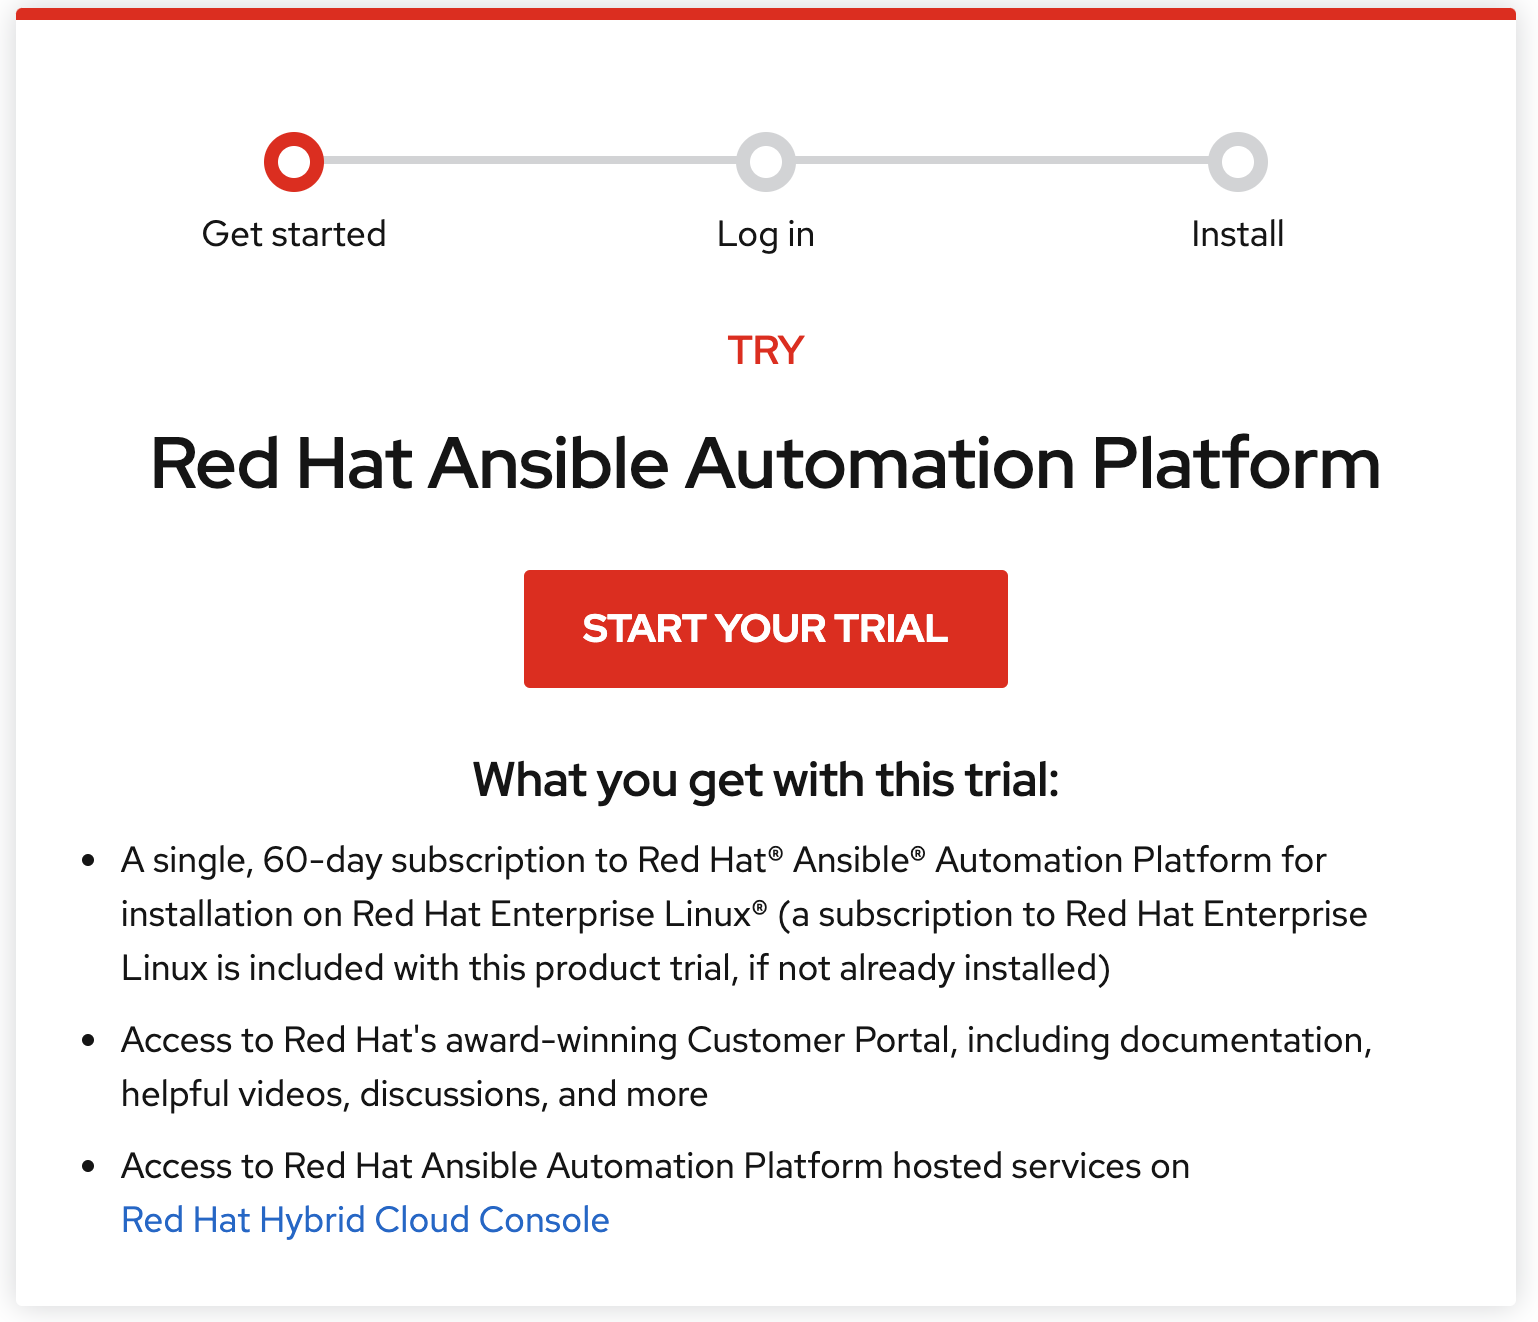 Get started
Log in
Install
TRY
Red Hat Ansible Automation Platform
START YOUR TRIAL
What you get with this trial:
• A single, 60-day subscription to Red Hat® Ansible® Automation Platform for
installation on Red Hat Enterprise Linux® (a subscription to Red Hat Enterprise
Linux is included with this product trial, if not already installed)
• Access to Red Hat's award-winning Customer Portal, including documentation,
helpful videos, discussions, and more
• Access to Red Hat Ansible Automation Platform hosted services on
Red Hat Hybrid Cloud Console